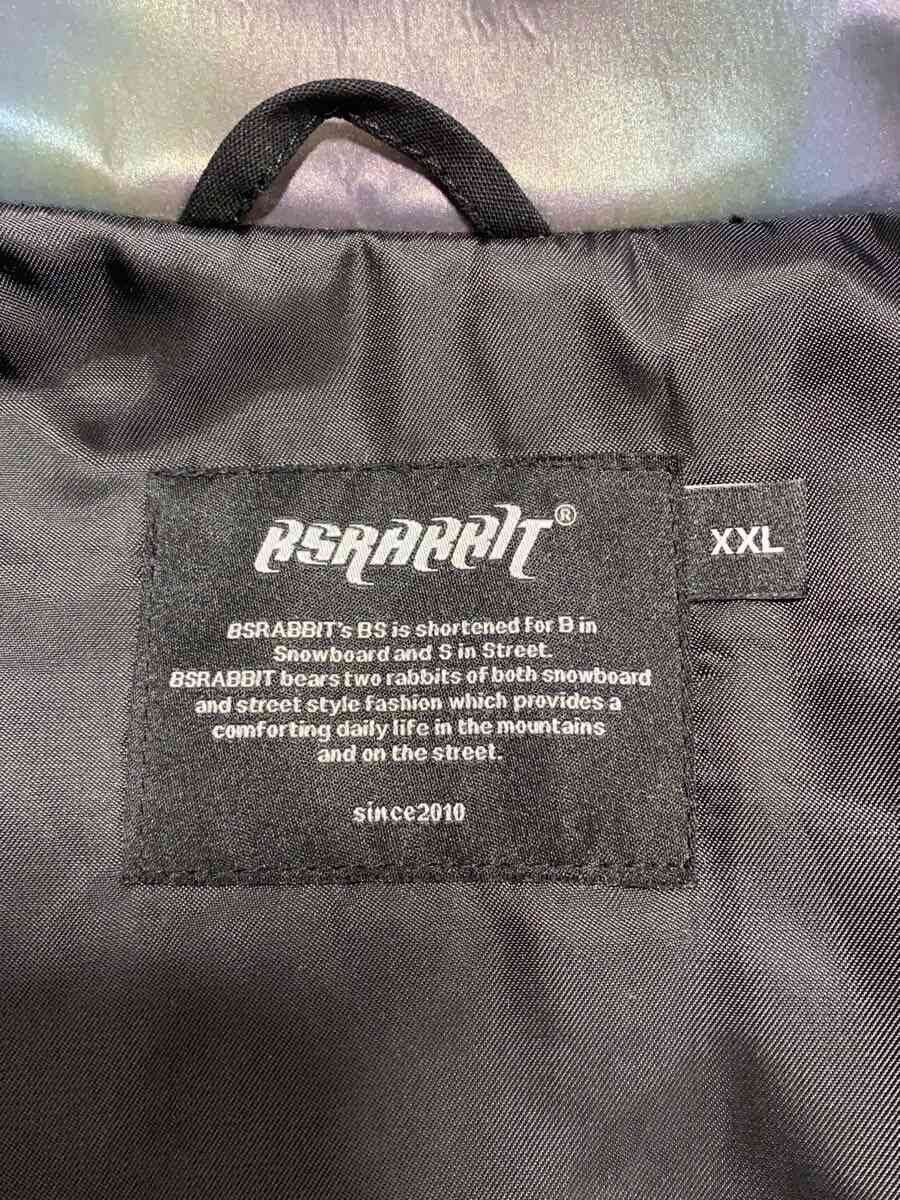 BSRABBIT®
XXL
BSRABBIT's BS is shortened for B in
Snowboard and S in Street.
BSRABBIT bears two rabbits of both snowboard
and street style fashion which provides a
comforting daily life in the mountains
and on the street.
since2010